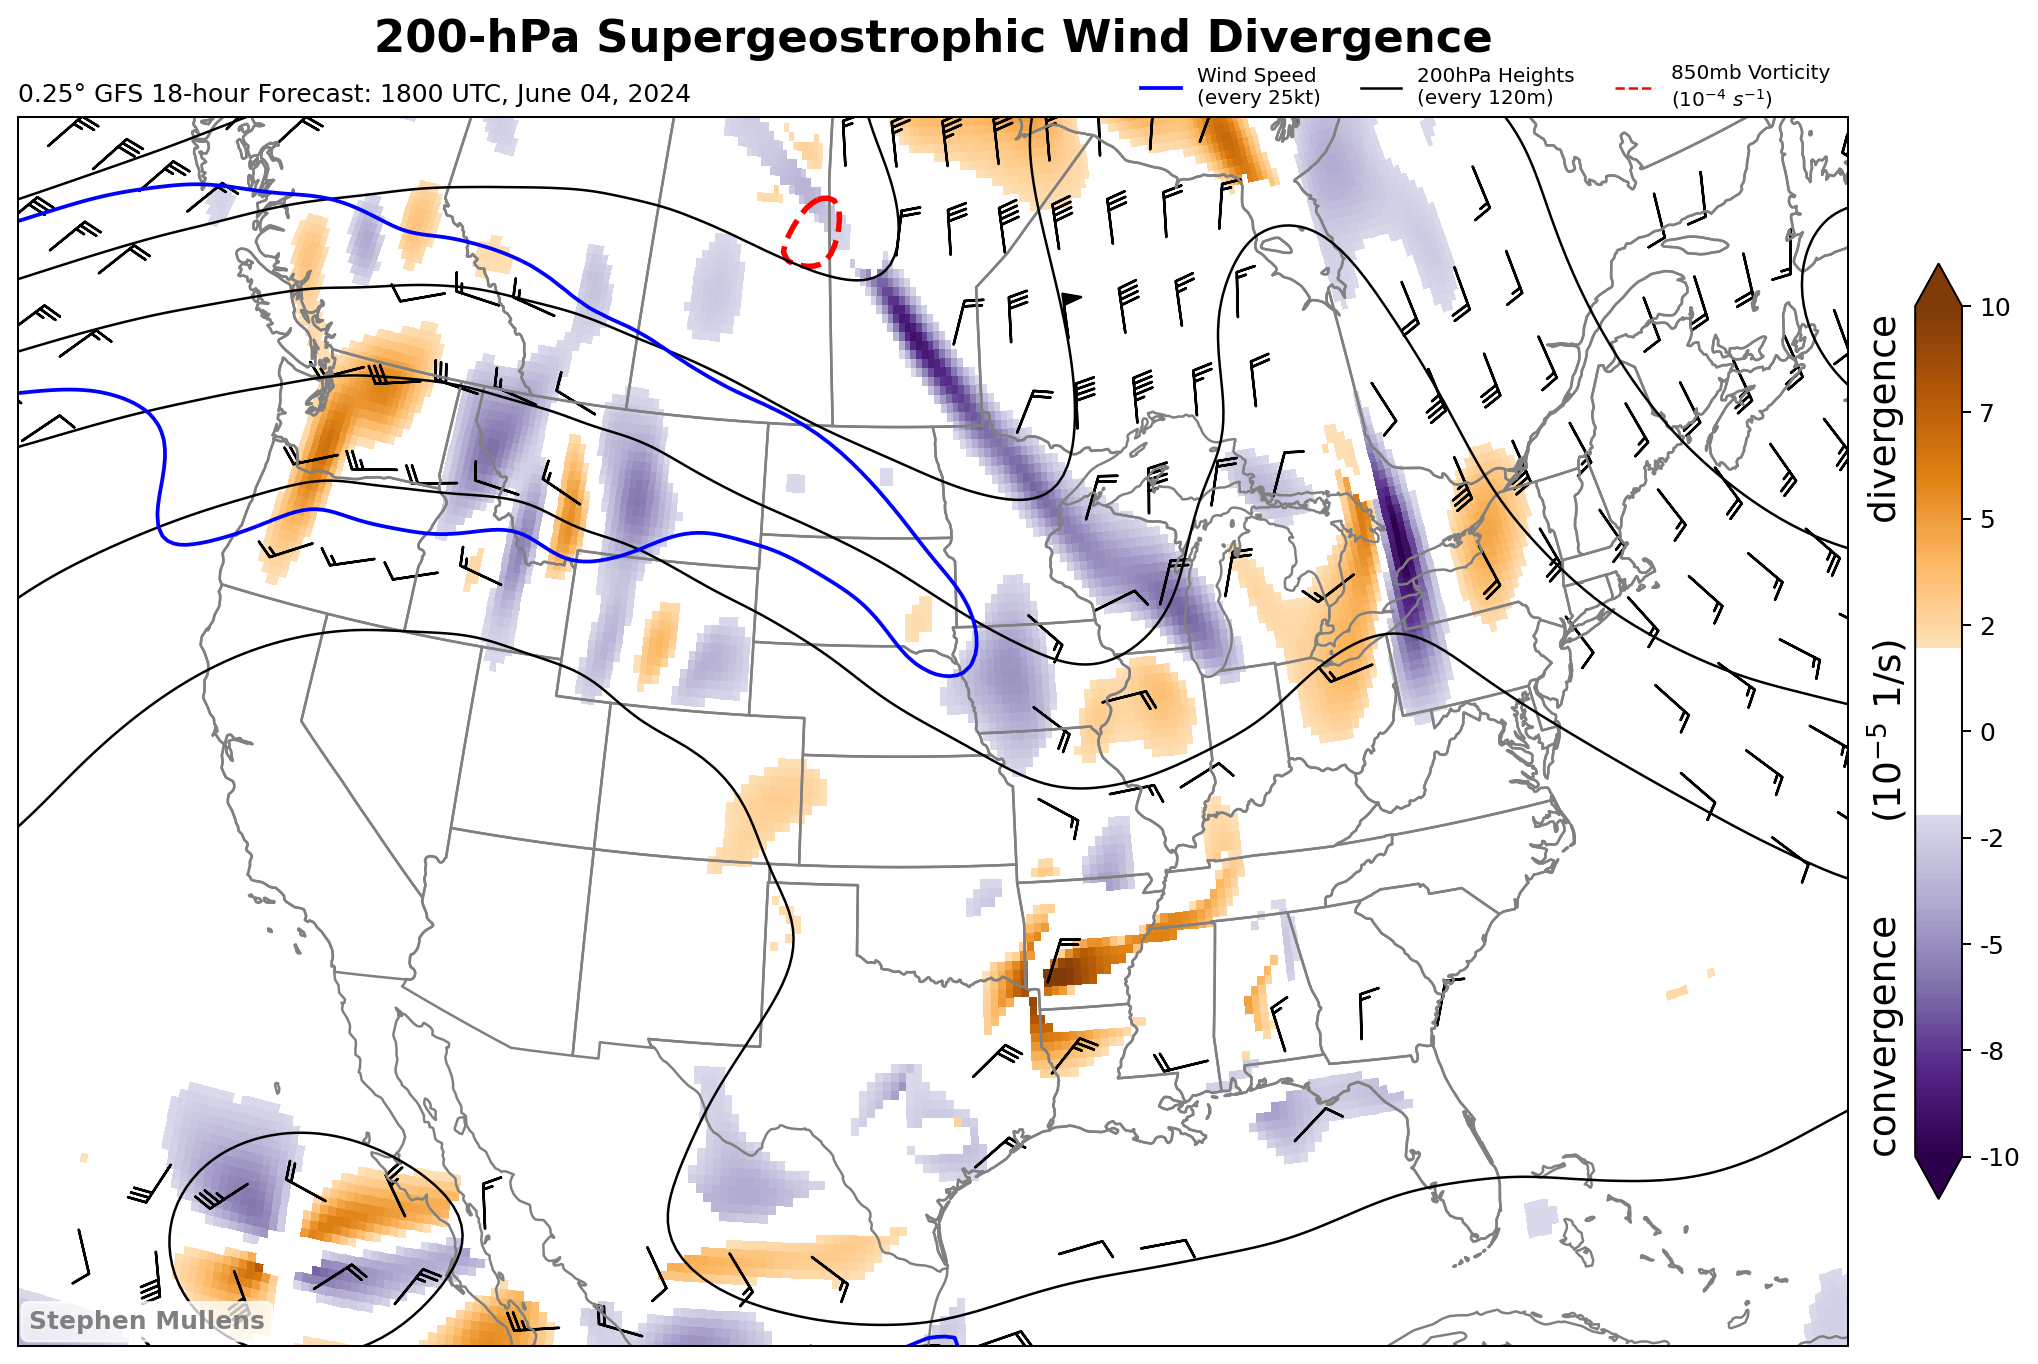 200-hPa Supergeostrophic Wind Divergence
0.25° GFS 18-hour Forecast: 1800 UTC, June 04, 2024
Wind Speed
(every 25kt)
200hPa Heights
(every 120m)
850mb Vorticity
(10⁻⁴ s⁻¹)
10
7
5
2
0
-2
-5
-8
-10
convergence (10⁻⁵ 1/s) divergence
Stephen Mullens